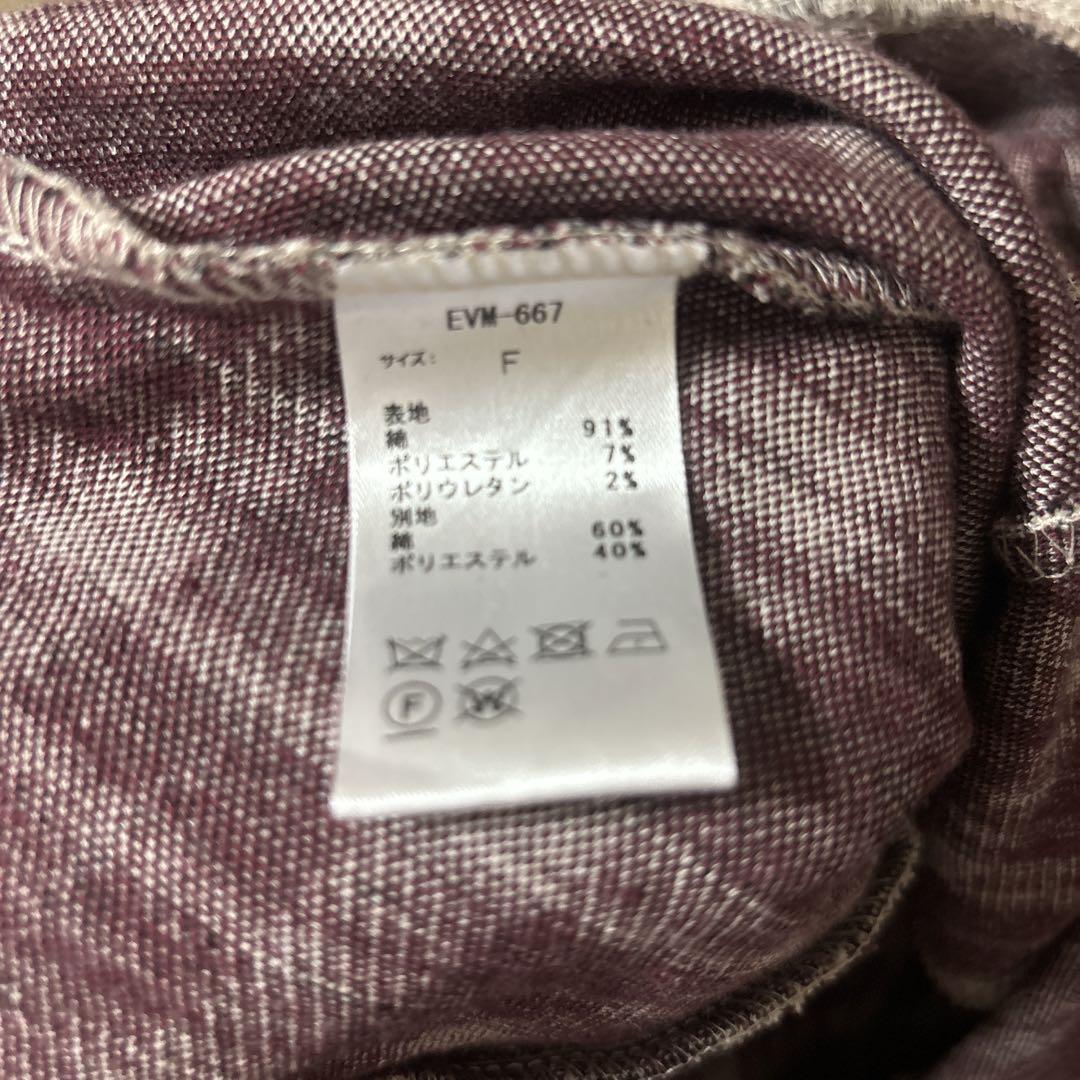 EVM-667
サイズ: F
表地
綿 91%
ポリエステル 7%
ポリウレタン 2%
別地
綿 60%
ポリエステル 40%
F W